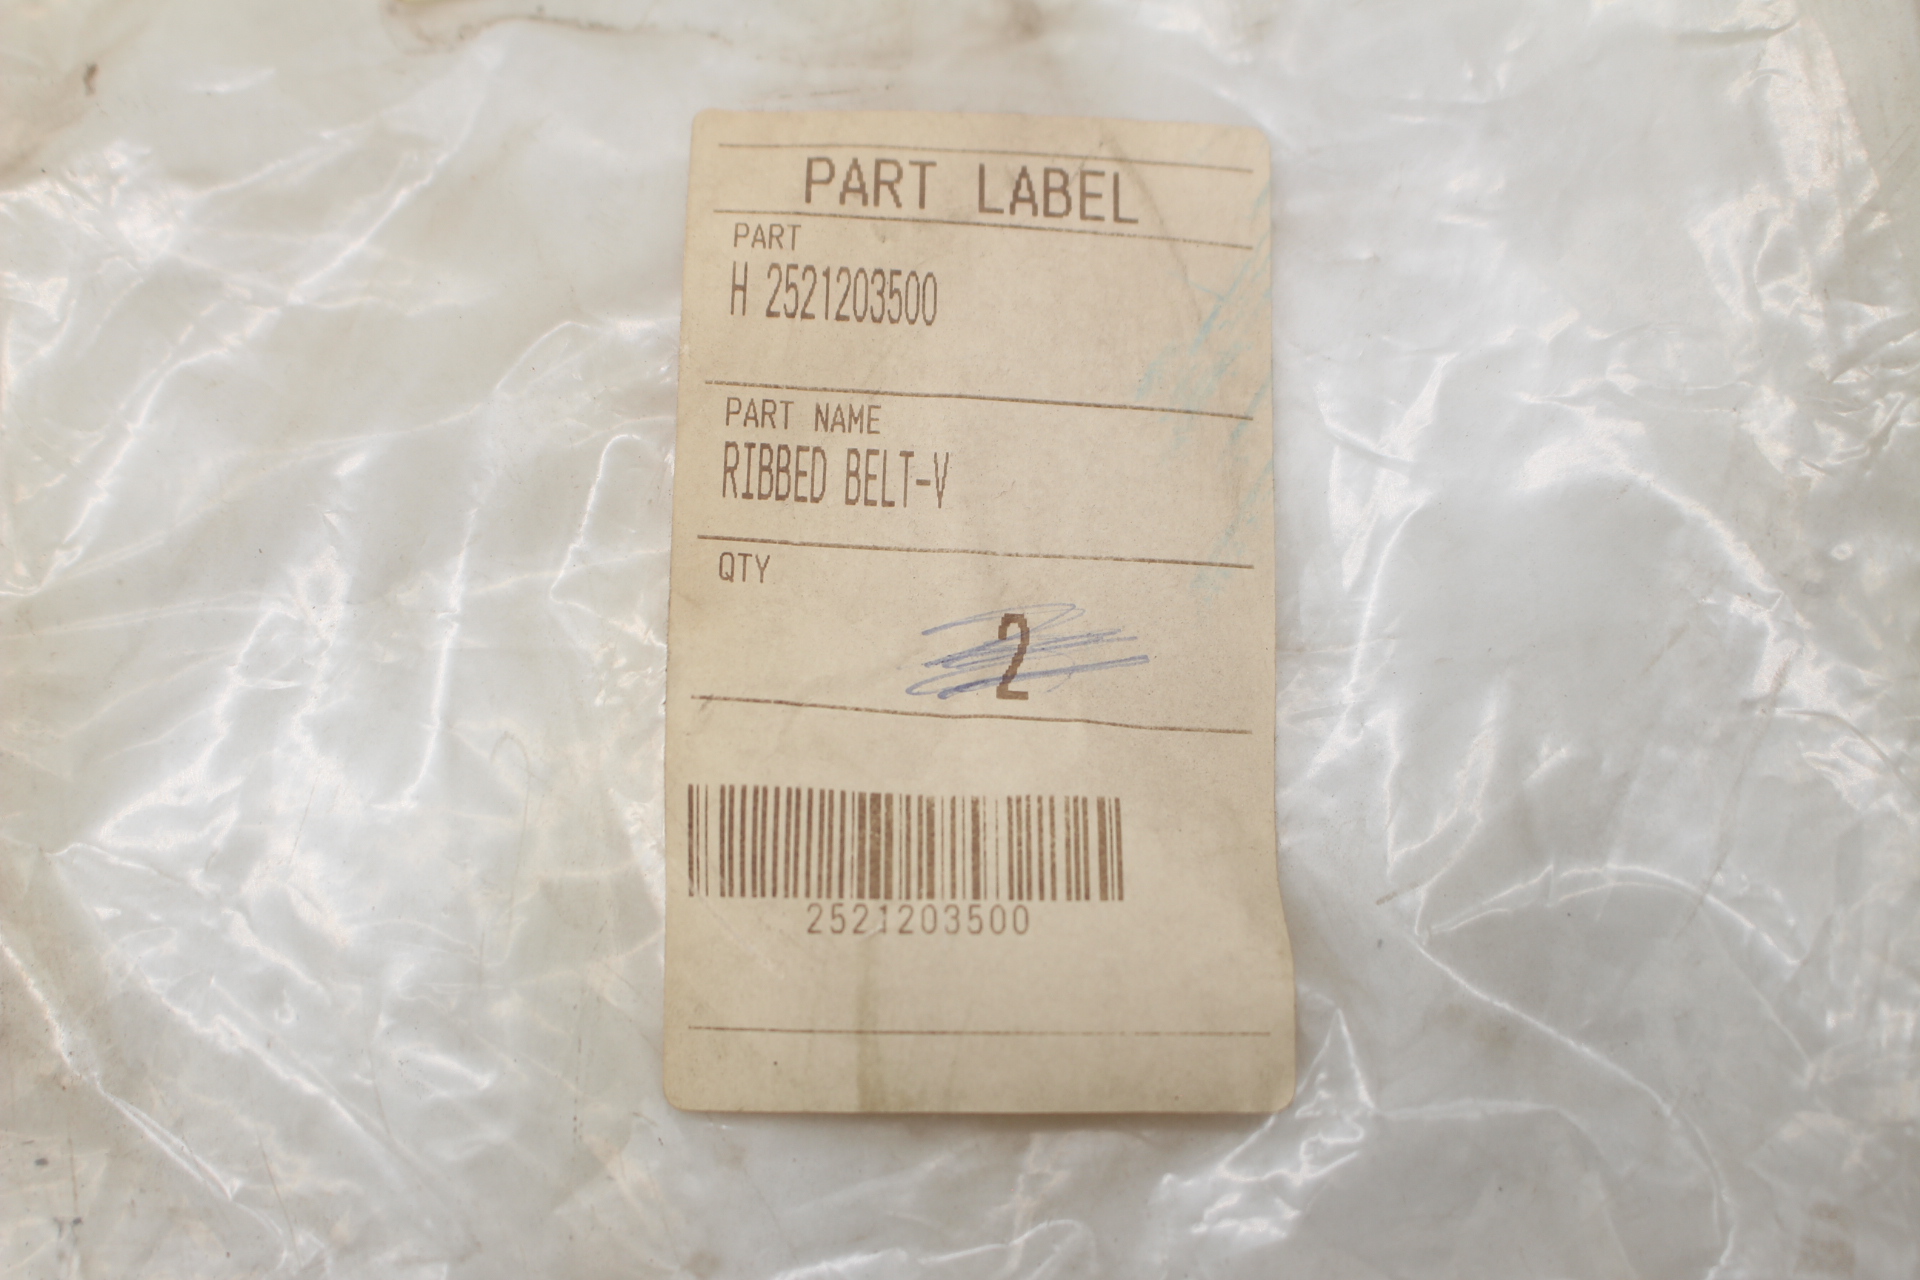 PART LABEL
PART
H 2521203500
PART NAME
RIBBED BELT-V
QTY
2
2521203500